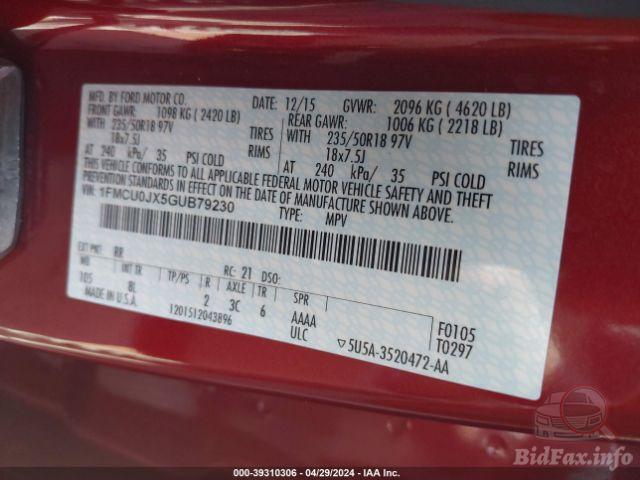 MFD. BY FORD MOTOR CO. DATE: 12/15 GVWR: 2096 KG ( 4620 LB)
FRONT GAWR: 1098 KG ( 2420 LB) REAR GAWR: 1006 KG ( 2218 LB)
WITH 235/50R18 97V TIRES WITH 235/50R18 97V TIRES
18x7.5J RIMS 18x7.5J RIMS
AT 240 kPa/ 35 PSI COLD AT 240 kPa/ 35 PSI COLD
THIS VEHICLE CONFORMS TO ALL APPLICABLE FEDERAL MOTOR VEHICLE SAFETY AND THEFT
PREVENTION STANDARDS IN EFFECT ON THE DATE OF MANUFACTURE SHOWN ABOVE.
VIN: 1FMCU0JX5GUB79230
TYPE: MPV
EXT PNT: RR RC: 21 DSO:
WB INT TR TP/PS R AXLE TR SPR
105 8L 2 3C 6 AAAA
ULC
F0105
T0297
MADE IN U.S.A. 1201512043896 ▽5U5A-3520472-AA
000-39310306 - 04/29/2024 - IAA Inc.
BidFax.info